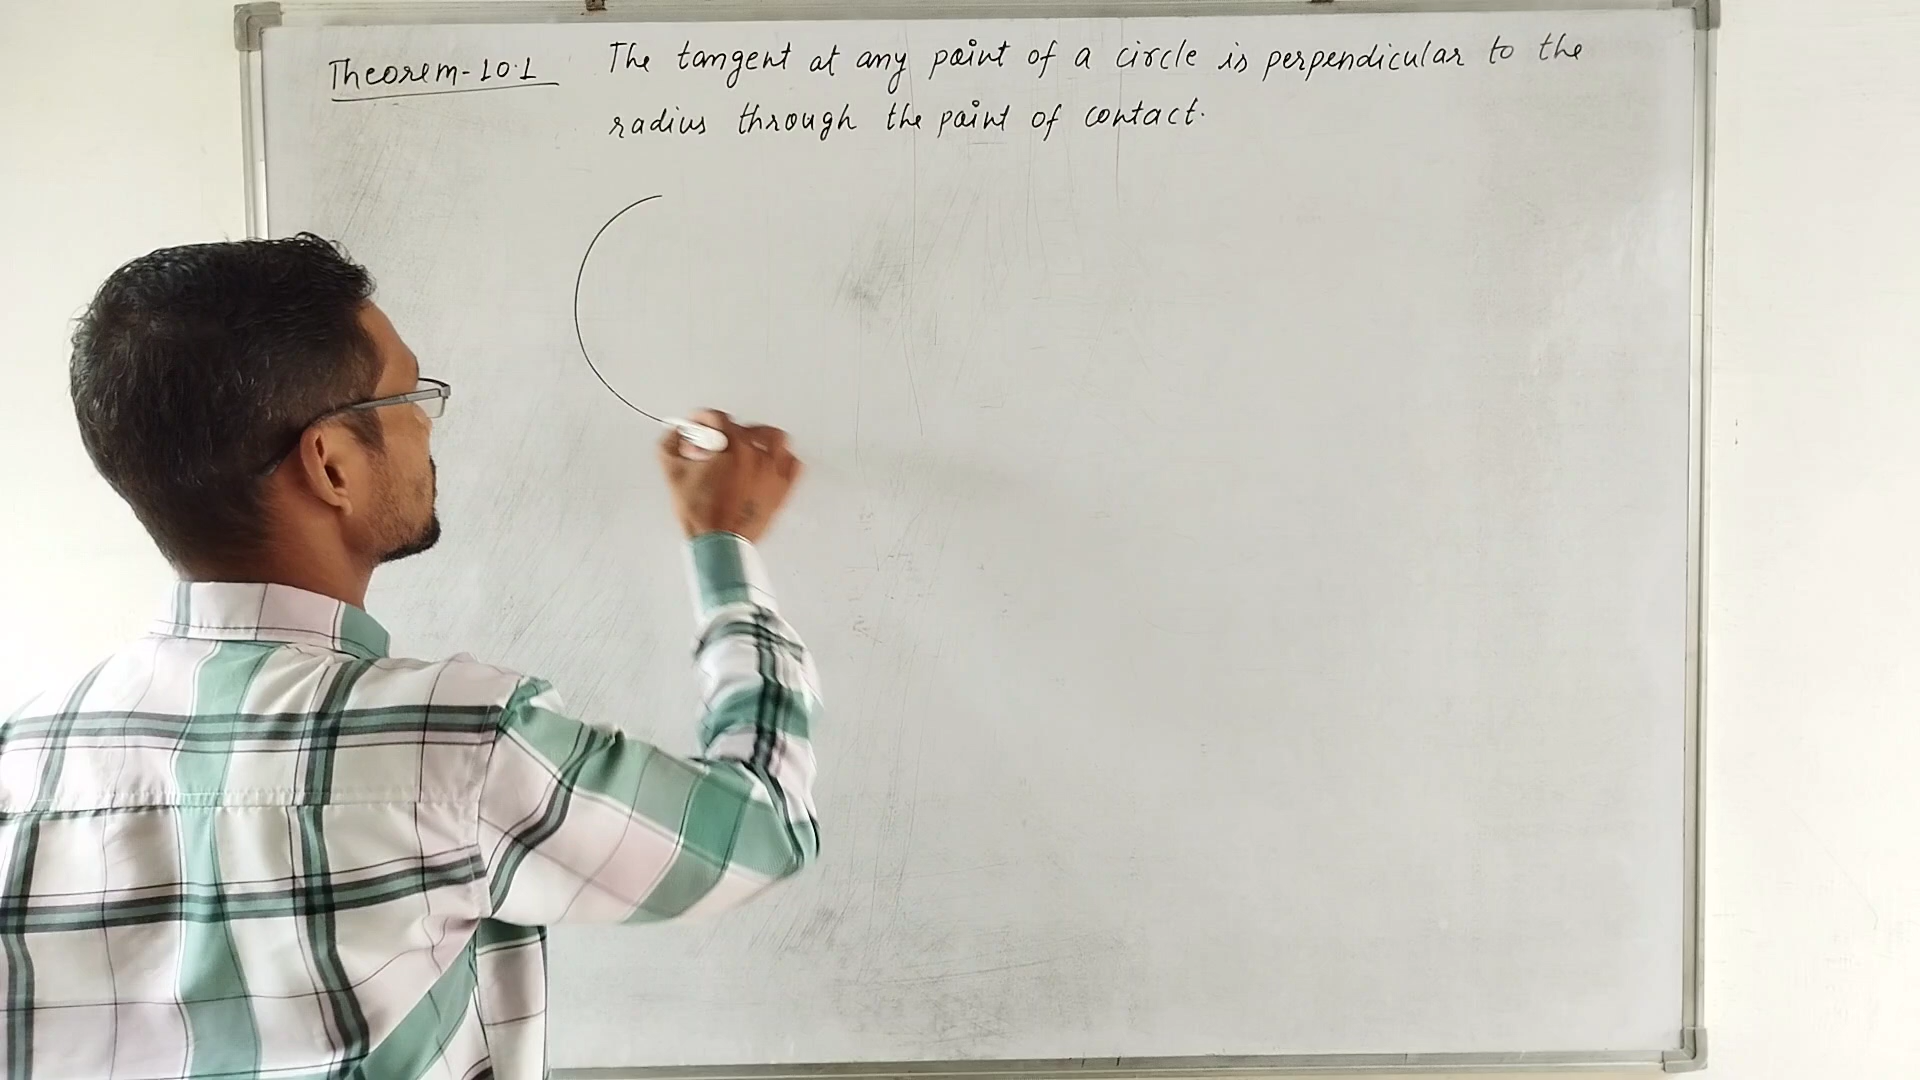 Theorem-10.1 The tangent at any point of a circle is perpendicular to the
radius through the point of contact.